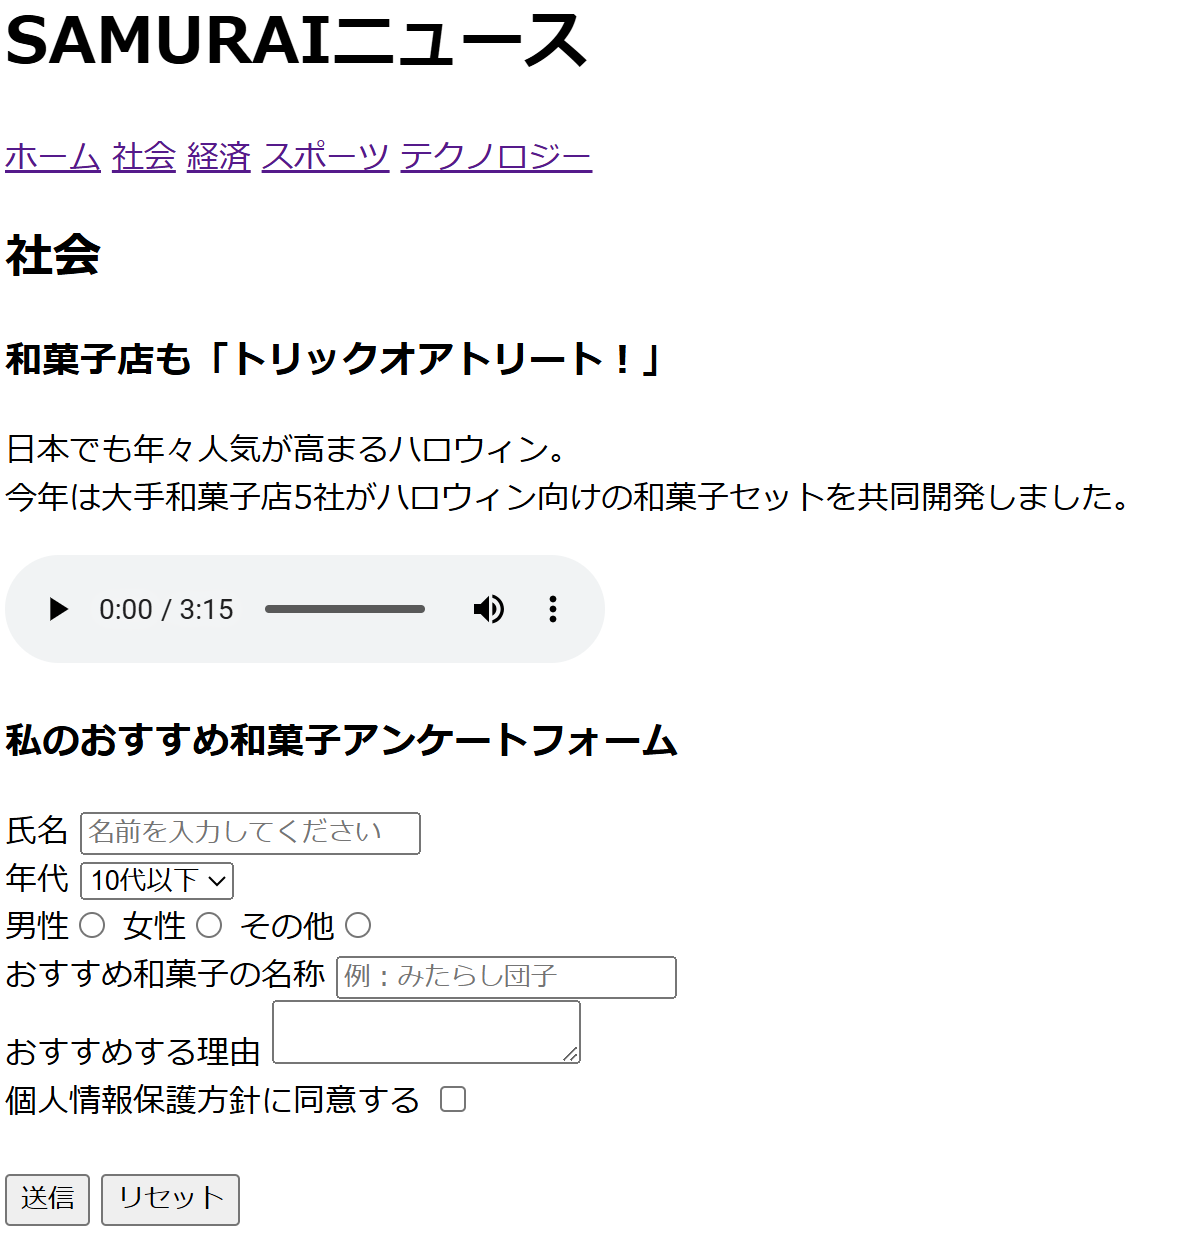 SAMURAIニュース
ホーム 社会 経済 スポーツ テクノロジー
社会
和菓子店も「トリックオアトリート！」
日本でも年々人気が高まるハロウィン。
今年は大手和菓子店5社がハロウィン向けの和菓子セットを共同開発しました。
0:00 / 3:15
私のおすすめ和菓子アンケートフォーム
氏名 名前を入力してください
年代 10代以下
男性 女性 その他
おすすめ和菓子の名称 例：みたらし団子
おすすめする理由
個人情報保護方針に同意する
送信 リセット